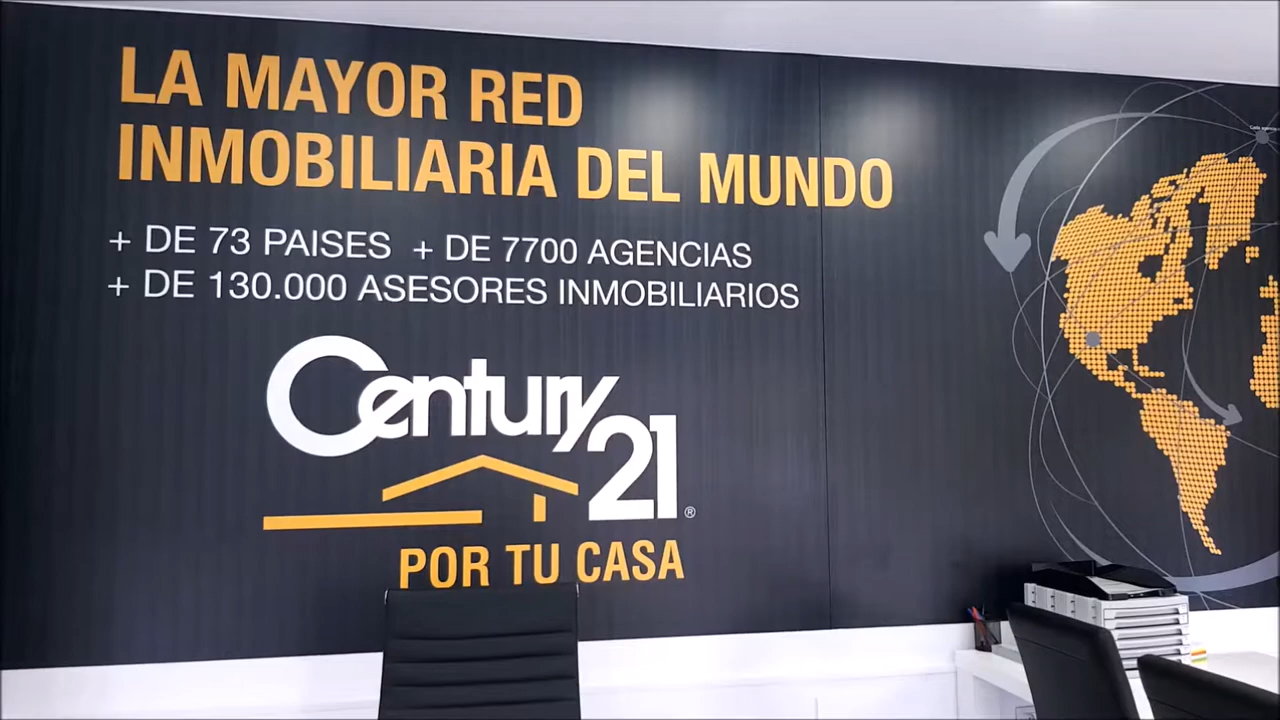 LA MAYOR RED
INMOBILIARIA DEL MUNDO
+ DE 73 PAISES + DE 7700 AGENCIAS
+ DE 130.000 ASESORES INMOBILIARIOS
Century
21®
POR TU CASA